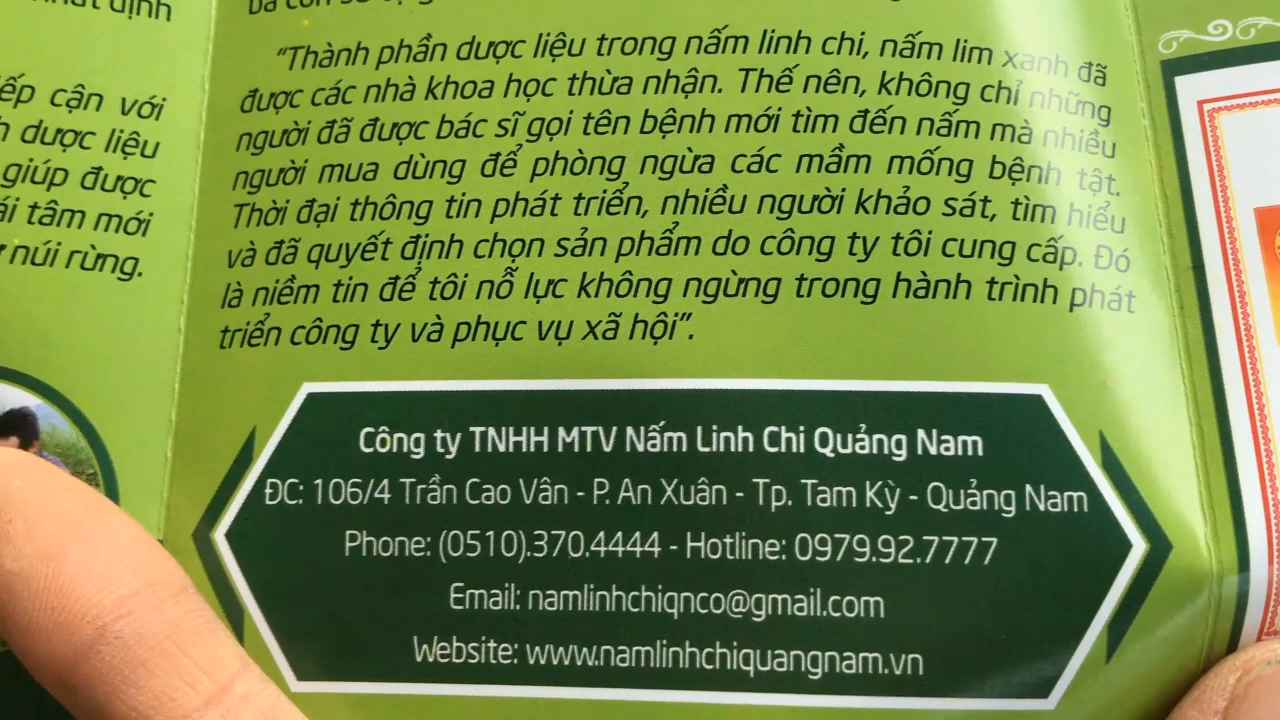 định
ếp cận với
dược liệu
giúp được
tâm mới
núi rừng.
"Thành phần dược liệu trong nấm linh chi, nấm lim xanh đã
được các nhà khoa học thừa nhận. Thế nên, không chỉ những
người đã được bác sĩ gọi tên bệnh mới tìm đến nấm mà nhiều
người mua dùng để phòng ngừa các mầm mống bệnh tật.
Thời đại thông tin phát triển, nhiều người khảo sát, tìm hiểu
và đã quyết định chọn sản phẩm do công ty tôi cung cấp. Đó
là niềm tin để tôi nỗ lực không ngừng trong hành trình phát
triển công ty và phục vụ xã hội".
Công ty TNHH MTV Nấm Linh Chi Quảng Nam
ĐC: 106/4 Trần Cao Vân - P. An Xuân - Tp. Tam Kỳ - Quảng Nam
Phone: (0510).370.4444 - Hotline: 0979.92.7777
Email: namlinhchiqnco@gmail.com
Website: www.namlinhchiquangnam.vn